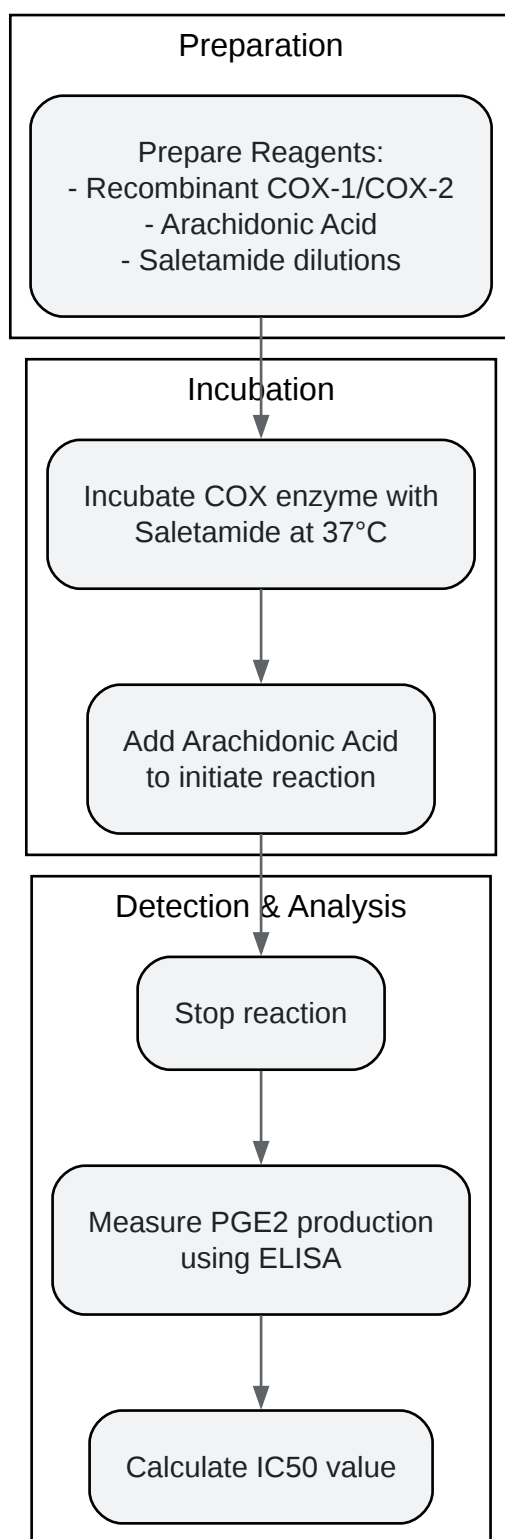 Preparation
Prepare Reagents:
- Recombinant COX-1/COX-2
- Arachidonic Acid
- Saletamide dilutions
Incubation
Incubate COX enzyme with
Saletamide at 37°C
Add Arachidonic Acid
to initiate reaction
Detection & Analysis
Stop reaction
Measure PGE2 production
using ELISA
Calculate IC50 value